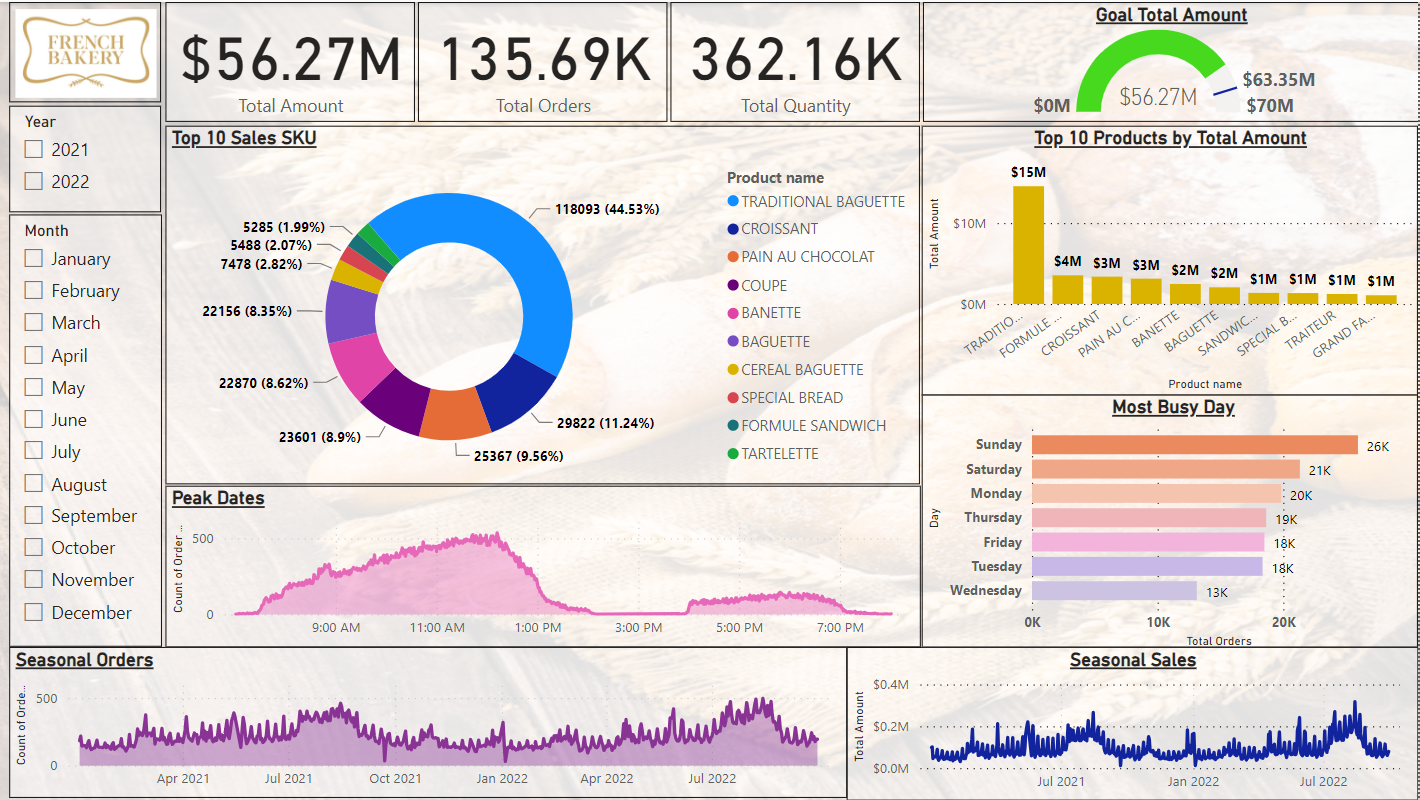 FRENCH
BAKERY
$56.27M
Total Amount
135.69K
Total Orders
362.16K
Total Quantity
Goal Total Amount
$56.27M
$0M
$63.35M
$70M
Year
2021
2022
Month
January
February
March
April
May
June
July
August
September
October
November
December
Top 10 Sales SKU
118093 (44.53%)
29822 (11.24%)
25367 (9.56%)
23601 (8.9%)
22870 (8.62%)
22156 (8.35%)
7478 (2.82%)
5488 (2.07%)
5285 (1.99%)
Product name
TRADITIONAL BAGUETTE
CROISSANT
PAIN AU CHOCOLAT
COUPE
BANETTE
BAGUETTE
CEREAL BAGUETTE
SPECIAL BREAD
FORMULE SANDWICH
TARTELETTE
Top 10 Products by Total Amount
Total Amount
$10M
$0M
$15M
$4M
$3M
$3M
$2M
$2M
$1M
$1M
$1M
$1M
TRADITIO...
FORMULE ...
CROISSANT
PAIN AU C...
BANETTE
BAGUETTE
SANDWIC...
SPECIAL B...
TRAITEUR
GRAND FA...
Product name
Peak Dates
Count of Order ...
500
0
9:00 AM
11:00 AM
1:00 PM
3:00 PM
5:00 PM
7:00 PM
Most Busy Day
Day
Sunday
26K
Saturday
21K
Monday
20K
Thursday
19K
Friday
18K
Tuesday
18K
Wednesday
13K
0K
10K
20K
Total Orders
Seasonal Orders
Count of Orde...
500
0
Apr 2021
Jul 2021
Oct 2021
Jan 2022
Apr 2022
Jul 2022
Seasonal Sales
Total Amount
$0.4M
$0.2M
$0.0M
Jul 2021
Jan 2022
Jul 2022